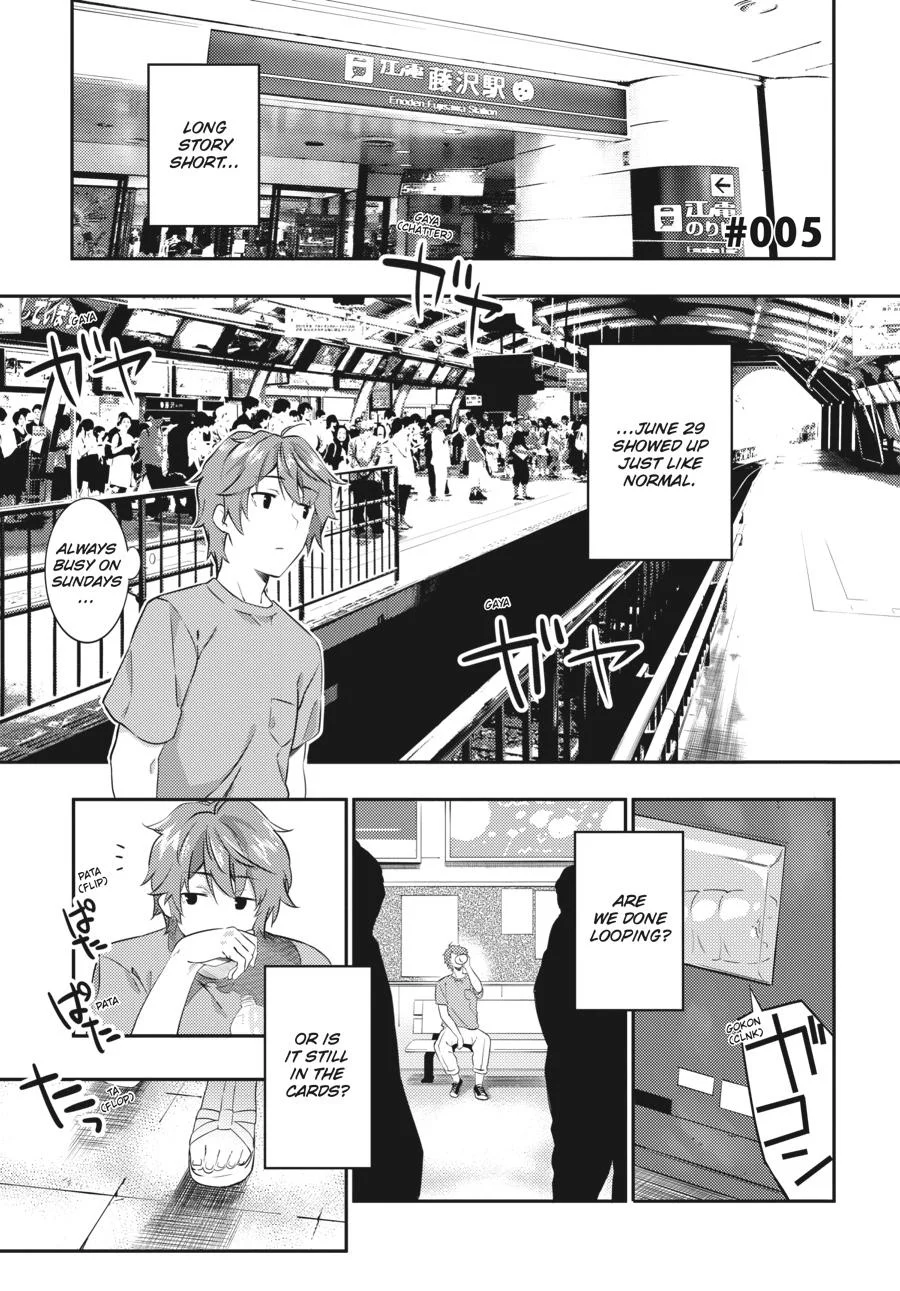 江電 藤沢駅
Enoden Fujisawa Station
LONG
STORY
SHORT...
江電
のり
#005
GAYA
(CHATTER)
ガヤ
GAYA
GAYA
ガヤ
...JUNE 29
SHOWED UP
JUST LIKE
NORMAL.
ALWAYS
BUSY ON
SUNDAYS
...
GAYA
ガヤ
ARE
WE DONE
LOOPING?
GOKON
(CLNK)
ガコン
PATA
(FLIP)
ぱた
PATA
ぱた
OR IS
IT STILL
IN THE
CARDS?
TA
(FLOP)
たっ